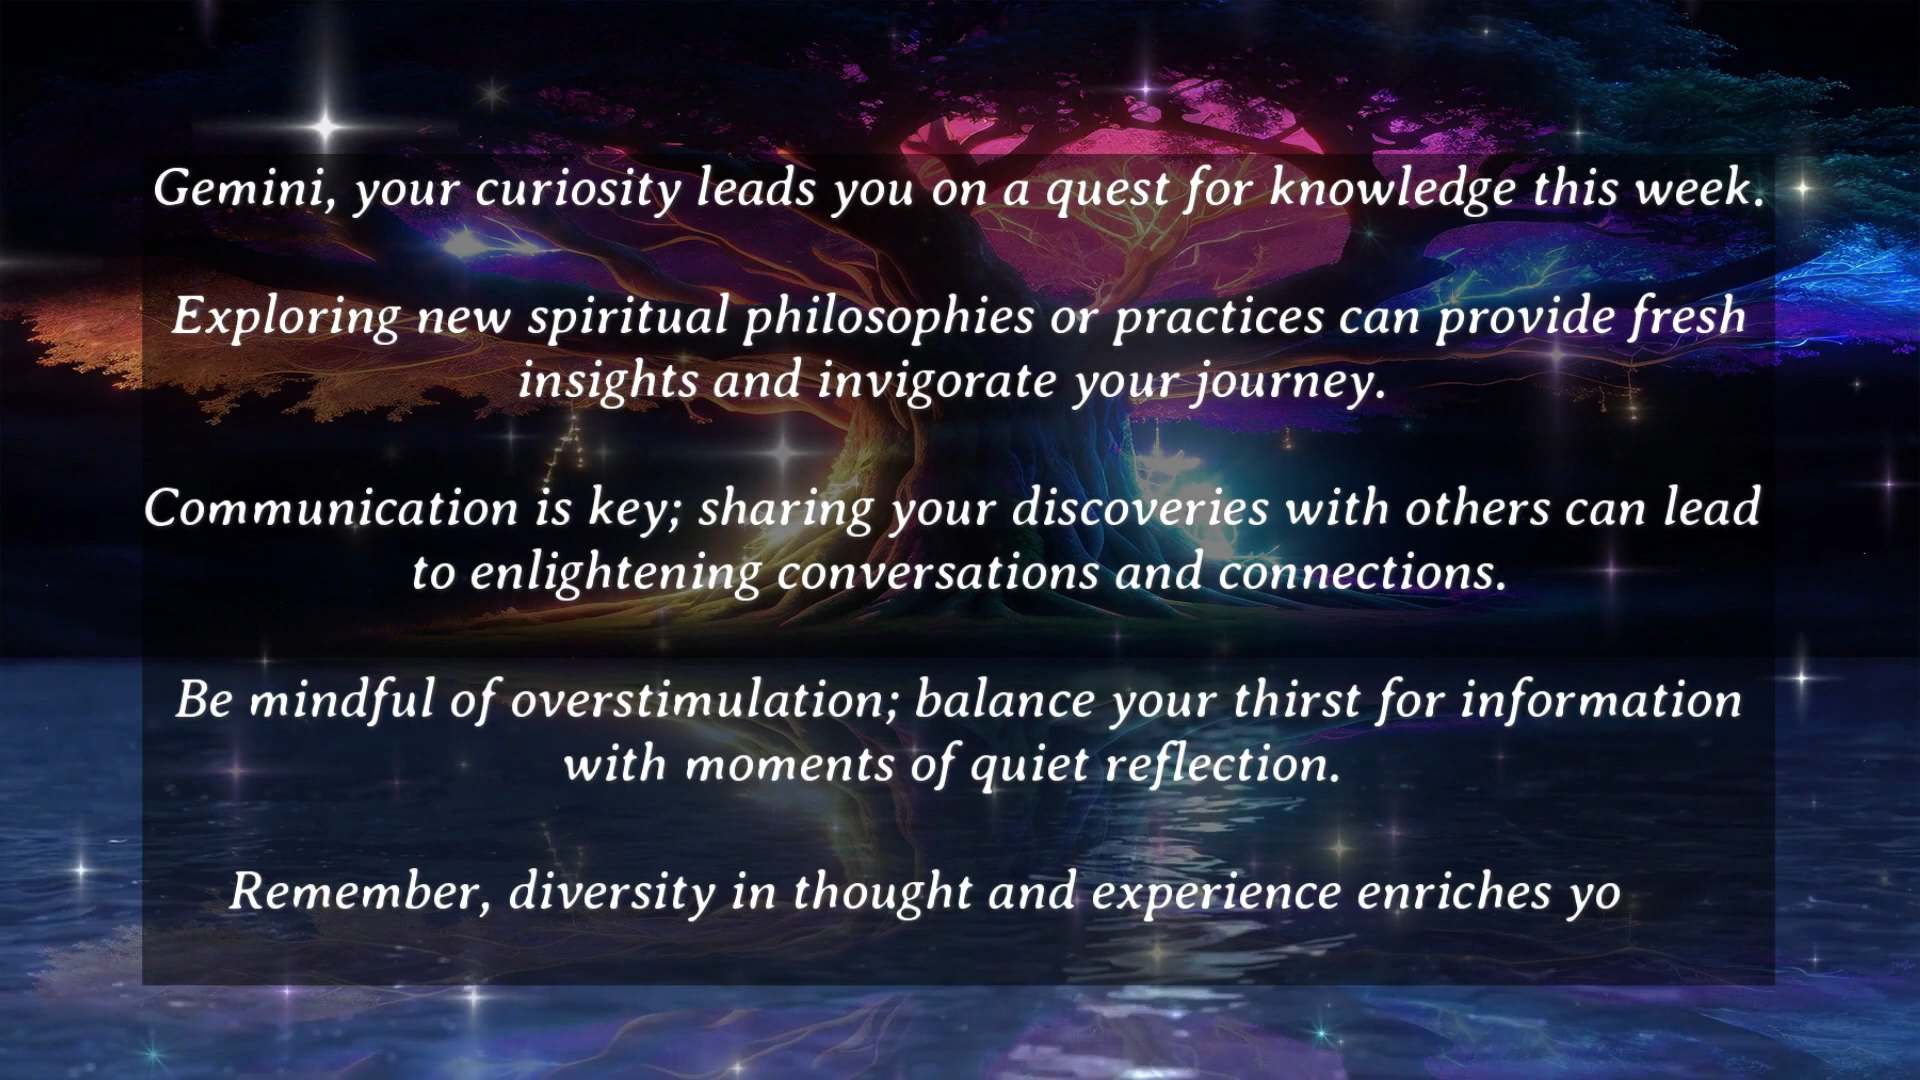 Gemini, your curiosity leads you on a quest for knowledge this week.
Exploring new spiritual philosophies or practices can provide fresh
insights and invigorate your journey.
Communication is key; sharing your discoveries with others can lead
to enlightening conversations and connections.
Be mindful of overstimulation; balance your thirst for information
with moments of quiet reflection.
Remember, diversity in thought and experience enriches yo